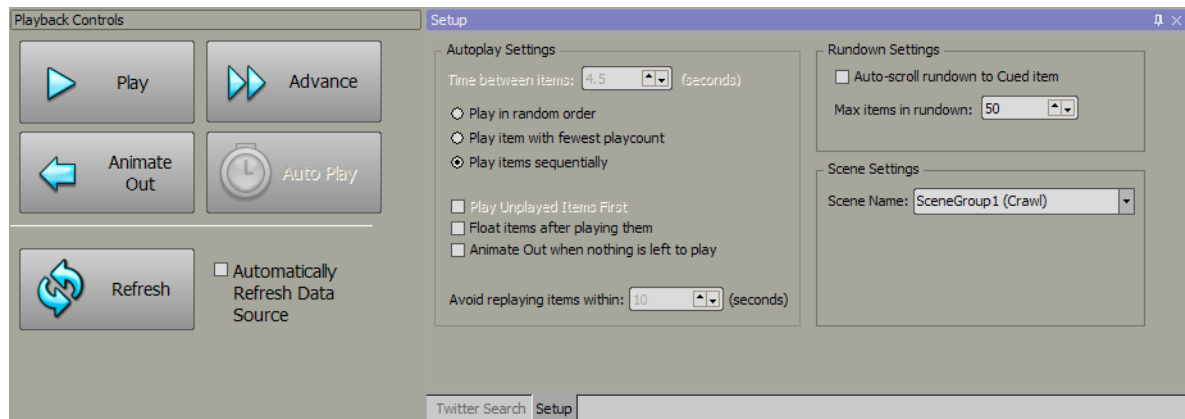 Playback Controls
Play
Advance
Animate
Out
Auto Play
Refresh
Automatically
Refresh Data
Source
Setup
Autoplay Settings
Time between items: 4.5 (seconds)
Play in random order
Play item with fewest playcount
Play items sequentially
Play Unplayed Items First
Float items after playing them
Animate Out when nothing is left to play
Avoid replaying items within: 10 (seconds)
Rundown Settings
Auto-scroll rundown to Cued item
Max items in rundown: 50
Scene Settings
Scene Name: SceneGroup1 (Crawl)
Twitter Search Setup